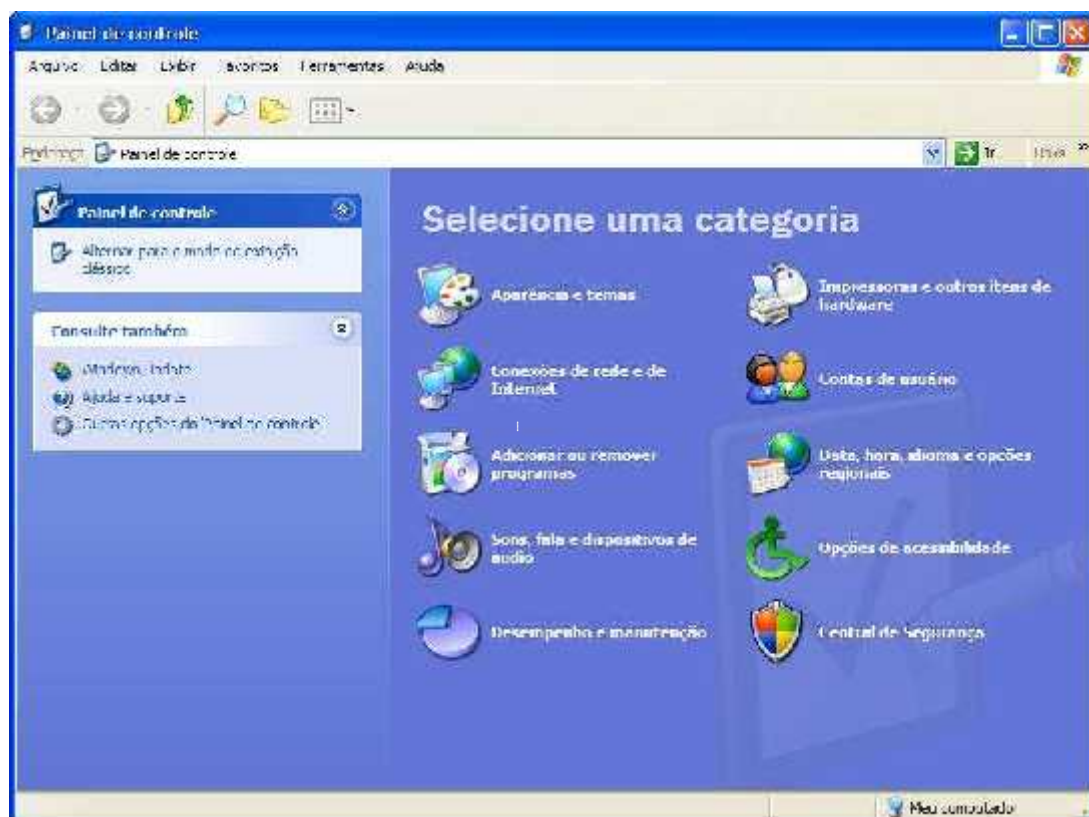 Painel de controle
Arquivo Editar Exibir Favoritos Ferramentas Ajuda
Endereço Painel de controle Ir
Painel de controle
Alternar para o modo de exibição
clássico
Consulte também
Windows Update
Ajuda e suporte
Outras opções do Painel de controle
Selecione uma categoria
Aparência e temas
Impressoras e outros itens de
hardware
Conexões de rede e de
Internet
Contas de usuário
Adicionar ou remover
programas
Data, hora, idioma e opções
regionais
Sons, fala e dispositivos de
áudio
Opções de acessibilidade
Desempenho e manutenção
Central de Segurança
Meu computador